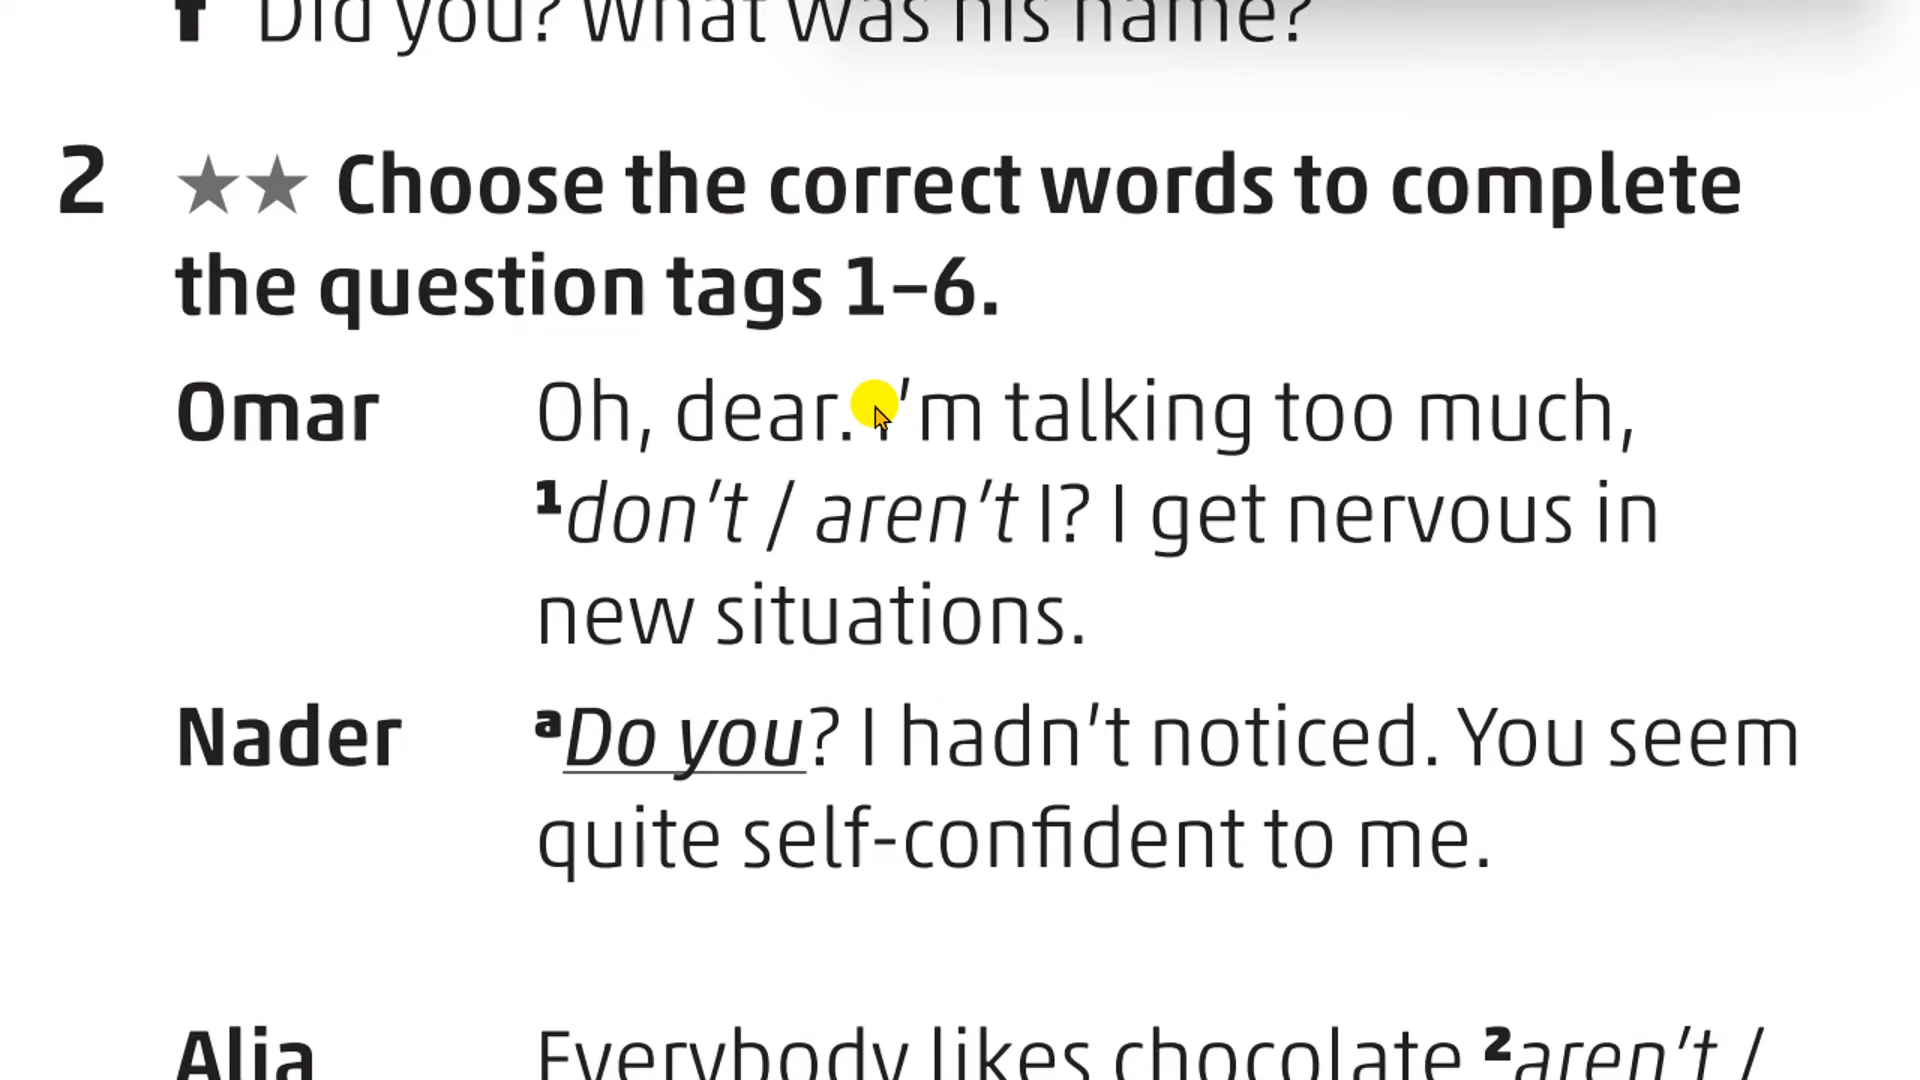 f Did you? What was his name?
2 ★★ Choose the correct words to complete
the question tags 1–6.
Omar Oh, dear. I’m talking too much,
1don’t / aren’t I? I get nervous in
new situations.
Nader aDo you? I hadn’t noticed. You seem
quite self-confident to me.
Alia Everybody likes chocolate 2aren’t /